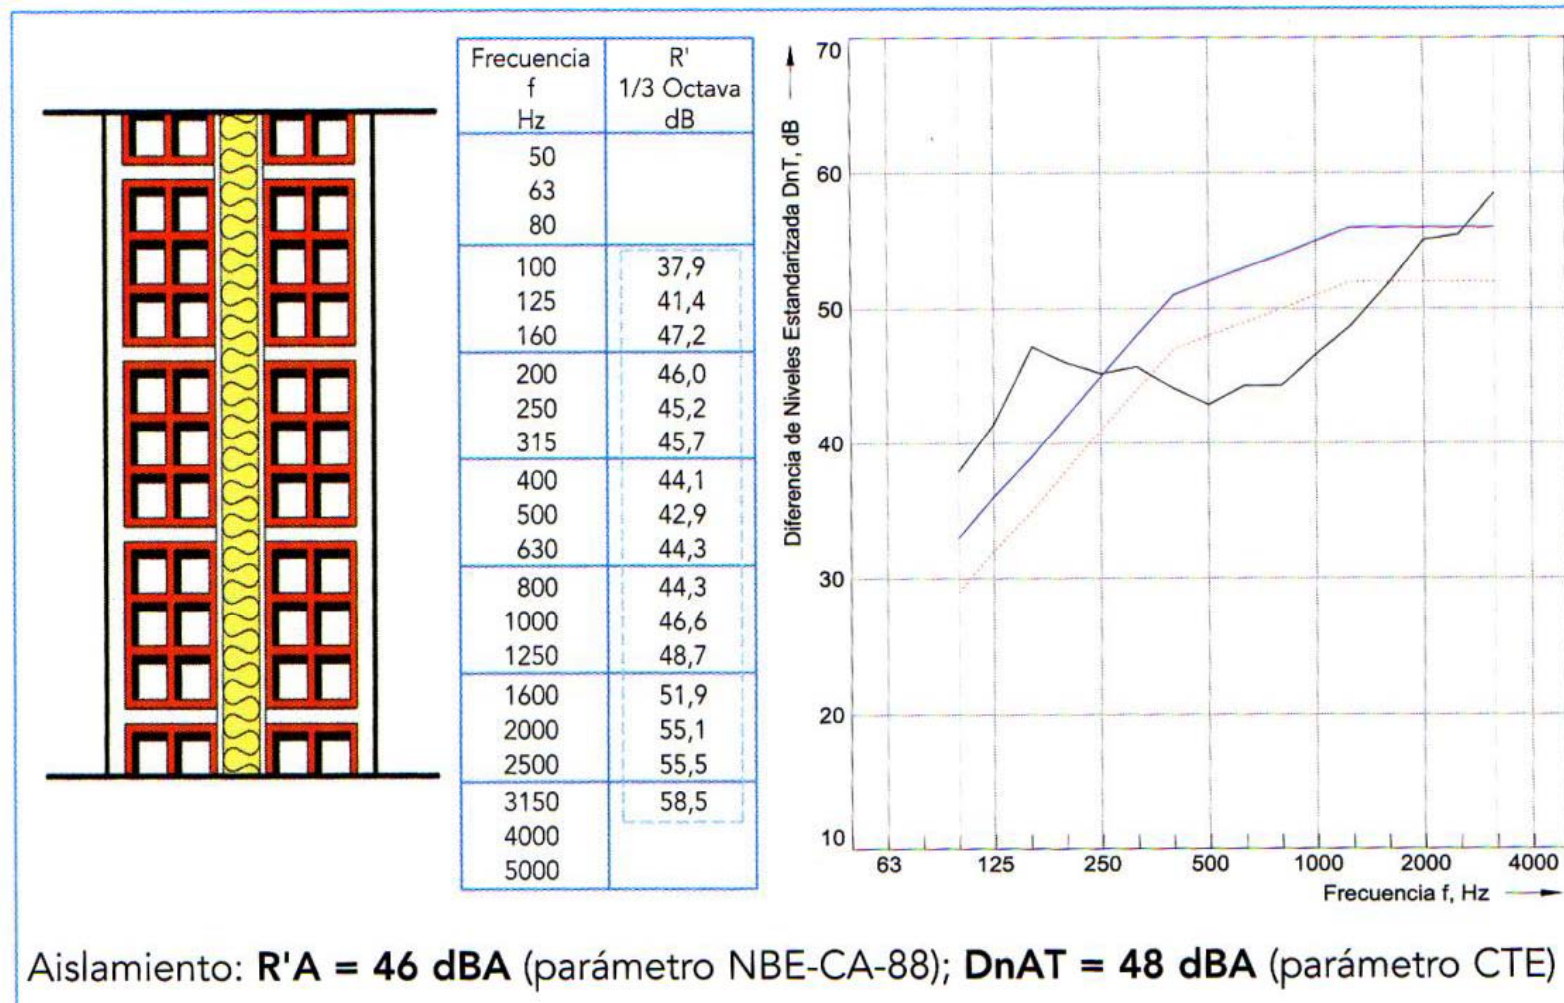 Frecuencia
f
Hz
R'
1/3 Octava
dB
50
63
80
100 37,9
125 41,4
160 47,2
200 46,0
250 45,2
315 45,7
400 44,1
500 42,9
630 44,3
800 44,3
1000 46,6
1250 48,7
1600 51,9
2000 55,1
2500 55,5
3150 58,5
4000
5000
Diferencia de Niveles Estandarizada DnT, dB
70
60
50
40
30
20
10
63 125 250 500 1000 2000 4000
Frecuencia f, Hz
Aislamiento: R'A = 46 dBA (parámetro NBE-CA-88); DnAT = 48 dBA (parámetro CTE)